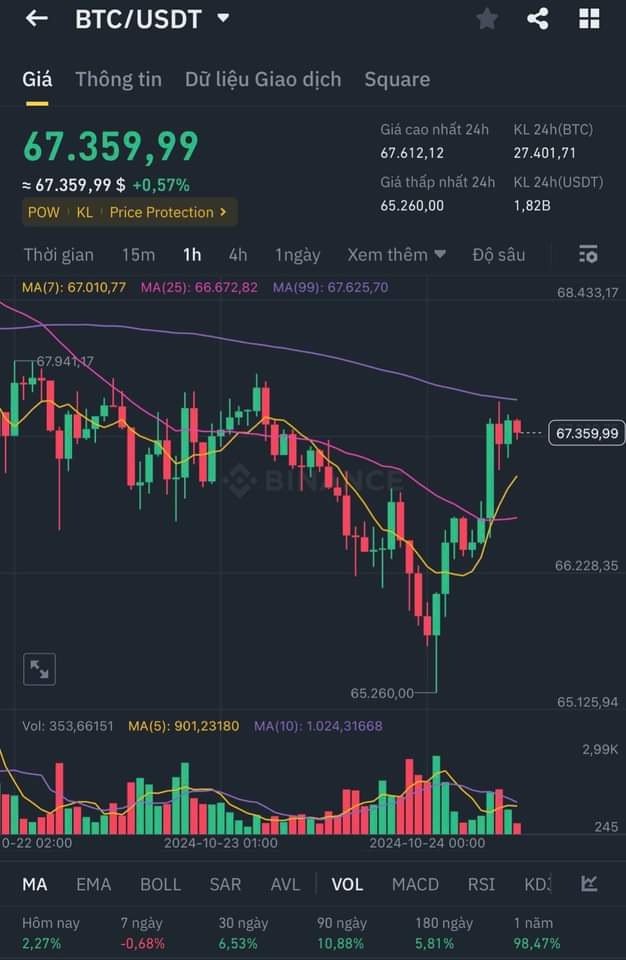 BTC/USDT
Giá Thông tin Dữ liệu Giao dịch Square
67.359,99
≈ 67.359,99 $ +0,57%
POW KL Price Protection
Giá cao nhất 24h KL 24h(BTC)
67.612,12 27.401,71
Giá thấp nhất 24h KL 24h(USDT)
65.260,00 1,82B
Thời gian 15m 1h 4h 1ngày Xem thêm Độ sâu
MA(7): 67.010,77 MA(25): 66.672,82 MA(99): 67.625,70
68.433,17
67.941,17
67.359,99
BINANCE
66.228,35
65.260,00
65.125,94
Vol: 353,66151 MA(5): 901,23180 MA(10): 1.024,31668
2,99K
245
0-22 02:00 2024-10-23 01:00 2024-10-24 00:00
MA EMA BOLL SAR AVL VOL MACD RSI KDJ
Hôm nay 7 ngày 30 ngày 90 ngày 180 ngày 1 năm
2,27% -0,68% 6,53% 10,88% 5,81% 98,47%